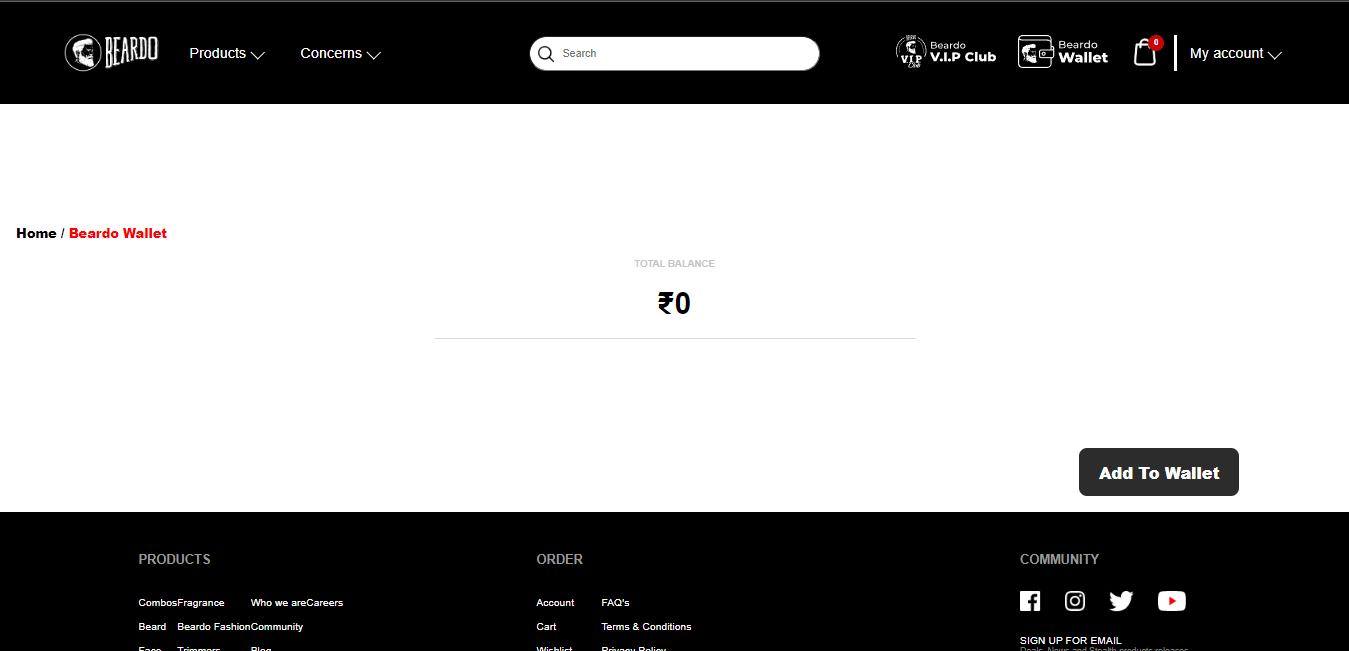 BEARDO
Products
Concerns
Search
V.I.P
Club
Beardo
V.I.P Club
Beardo
Wallet
0
My account
Home / Beardo Wallet
TOTAL BALANCE
₹0
Add To Wallet
PRODUCTS
ORDER
COMMUNITY
Combos Fragrance Who we are Careers
Account FAQ's
Beard Beardo Fashion Community
Cart Terms & Conditions
Face Trimmers Blog
Wishlist Privacy Policy
SIGN UP FOR EMAIL
Deals, News and Stealth products releases